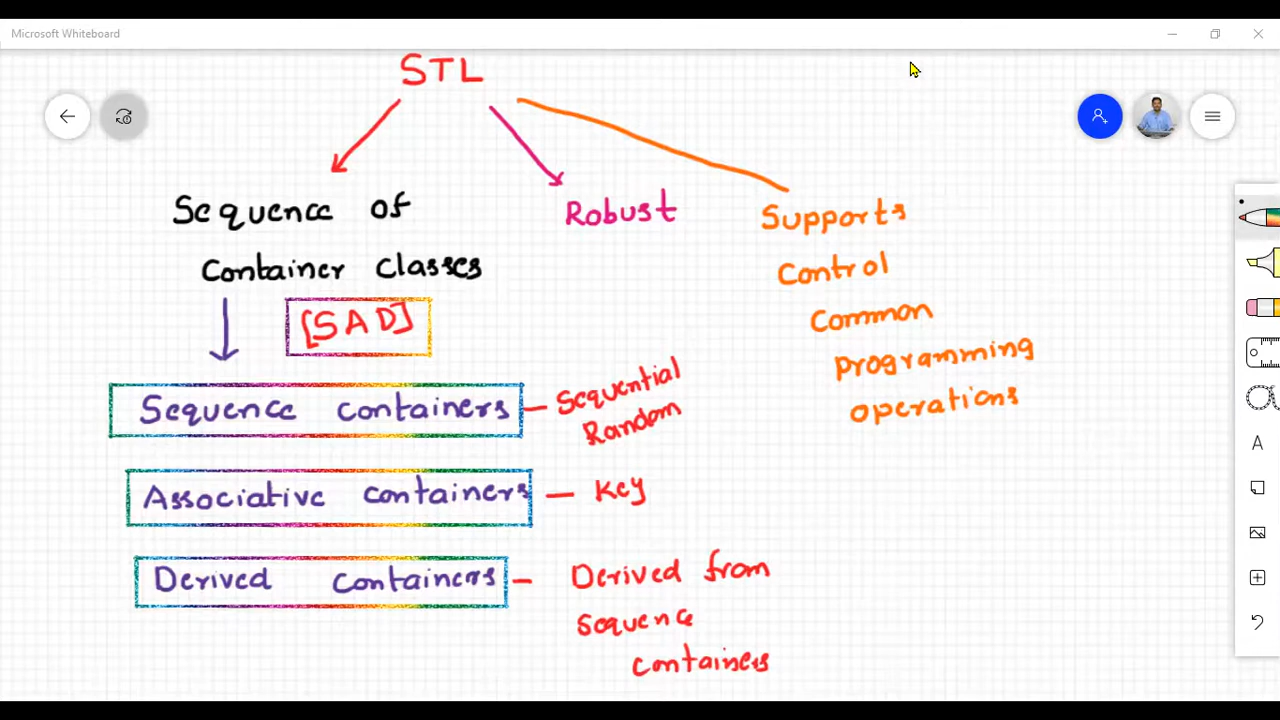 Microsoft Whiteboard
STL
Sequence of
Container Classes
[SAD]
Sequence containers
Sequential
Random
Associative containers
Key
Derived containers
Derived from
sequence
containers
Robust
Supports
Control
Common
programming
operations
A